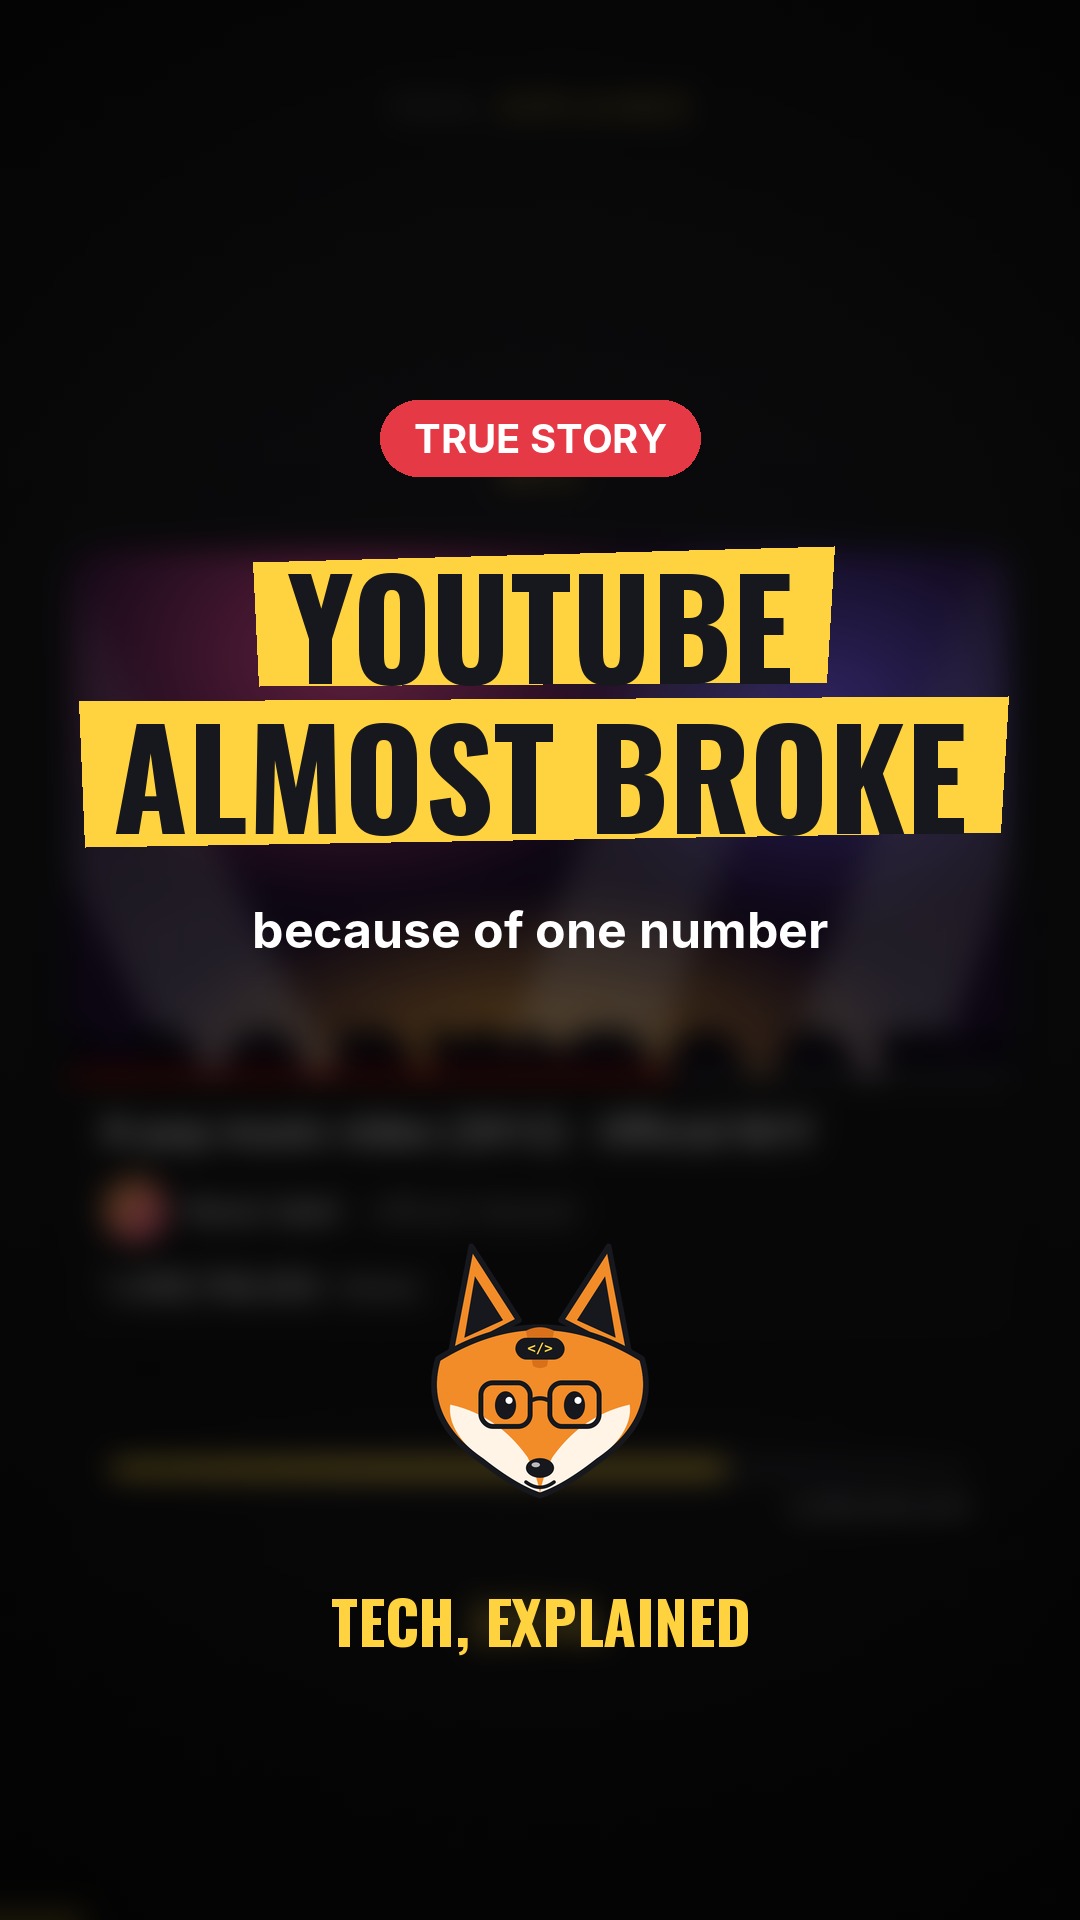 TRUE STORY
YOUTUBE
ALMOST BROKE
because of one number
</>
TECH, EXPLAINED